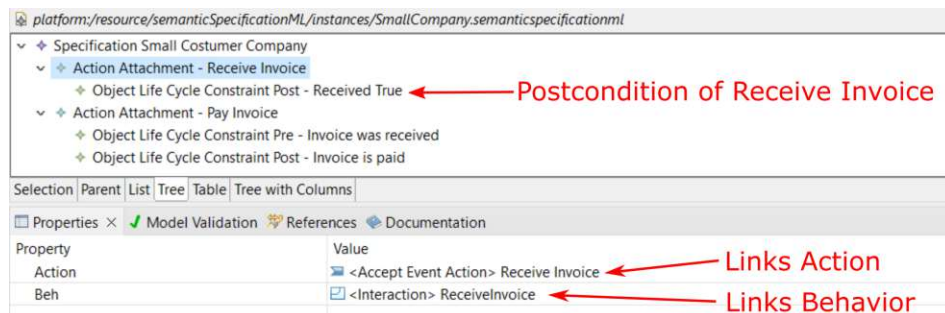 platform:/resource/semanticSpecificationML/instances/SmallCompany.semanticspecificationml
Specification Small Costumer Company
Action Attachment - Receive Invoice
Object Life Cycle Constraint Post - Received True
Postcondition of Receive Invoice
Action Attachment - Pay Invoice
Object Life Cycle Constraint Pre - Invoice was received
Object Life Cycle Constraint Post - Invoice is paid
Selection Parent List Tree Table Tree with Columns
Properties Model Validation References Documentation
Property Value
Action <Accept Event Action> Receive Invoice Links Action
Beh <Interaction> ReceiveInvoice Links Behavior